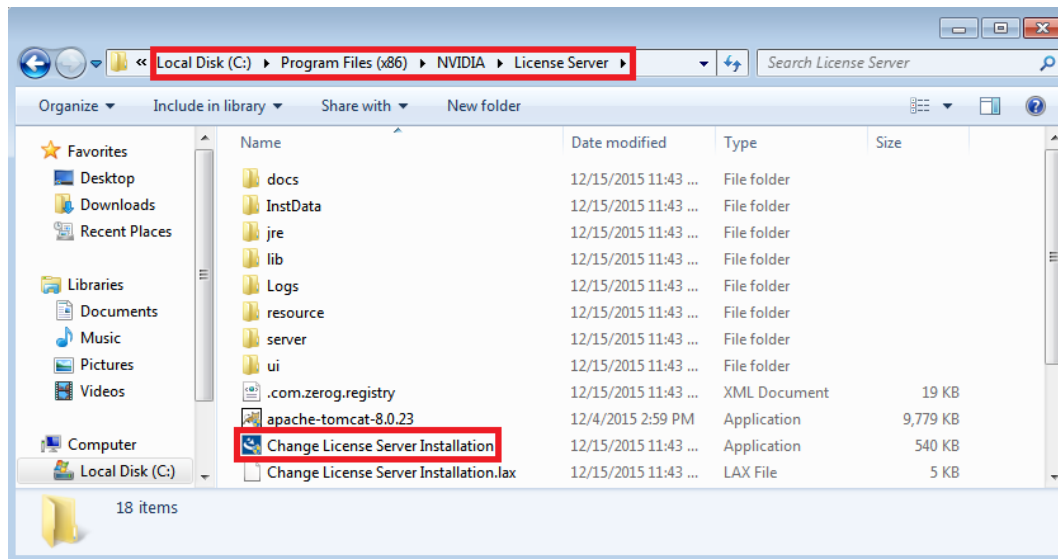 « Local Disk (C:) ▸ Program Files (x86) ▸ NVIDIA ▸ License Server ▸ Search License Server
Organize ▾ Include in library ▾ Share with ▾ New folder
Name Date modified Type Size
Favorites
Desktop
Downloads
Recent Places
Libraries
Documents
Music
Pictures
Videos
Computer
Local Disk (C:)
docs 12/15/2015 11:43 ... File folder
InstData 12/15/2015 11:43 ... File folder
jre 12/15/2015 11:43 ... File folder
lib 12/15/2015 11:43 ... File folder
Logs 12/15/2015 11:43 ... File folder
resource 12/15/2015 11:43 ... File folder
server 12/15/2015 11:43 ... File folder
ui 12/15/2015 11:43 ... File folder
.com.zerog.registry 12/15/2015 11:43 ... XML Document 19 KB
apache-tomcat-8.0.23 12/4/2015 2:59 PM Application 9,779 KB
Change License Server Installation 12/15/2015 11:43 ... Application 540 KB
Change License Server Installation.lax 12/15/2015 11:43 ... LAX File 5 KB
18 items